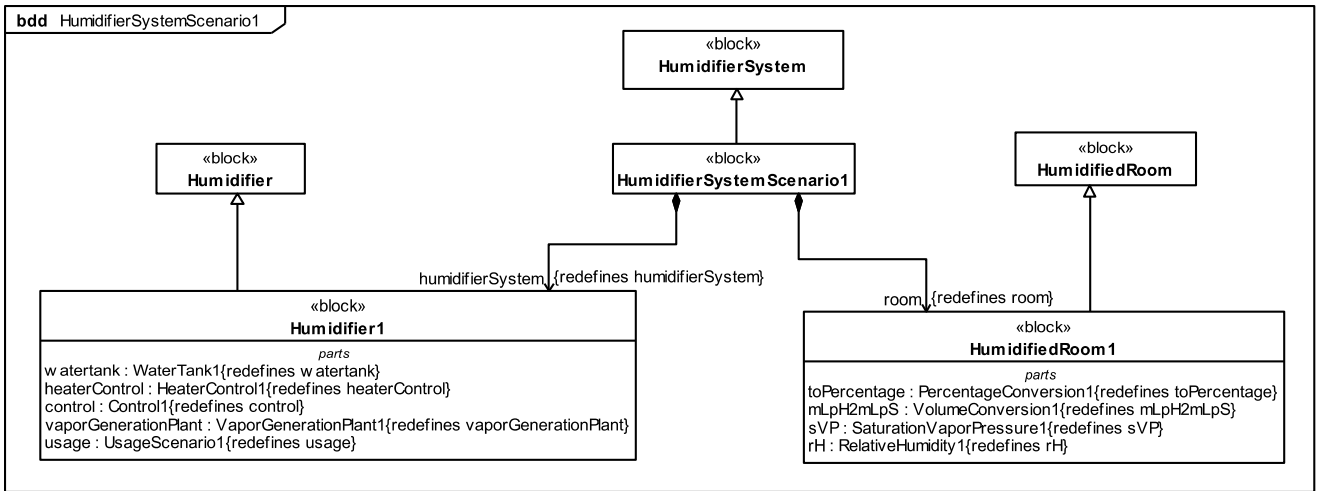 bdd HumidifierSystemScenario1
«block»
HumidifierSystem
«block»
Humidifier
«block»
HumidifierSystemScenario1
«block»
HumidifiedRoom
humidifierSystem {redefines humidifierSystem}
room {redefines room}
«block»
Humidifier1
parts
watertank : WaterTank1{redefines watertank}
heaterControl : HeaterControl1{redefines heaterControl}
control : Control1{redefines control}
vaporGenerationPlant : VaporGenerationPlant1{redefines vaporGenerationPlant}
usage : UsageScenario1{redefines usage}
«block»
HumidifiedRoom1
parts
toPercentage : PercentageConversion1{redefines toPercentage}
mLpH2mLpS : VolumeConversion1{redefines mLpH2mLpS}
sVP : SaturationVaporPressure1{redefines sVP}
rH : RelativeHumidity1{redefines rH}